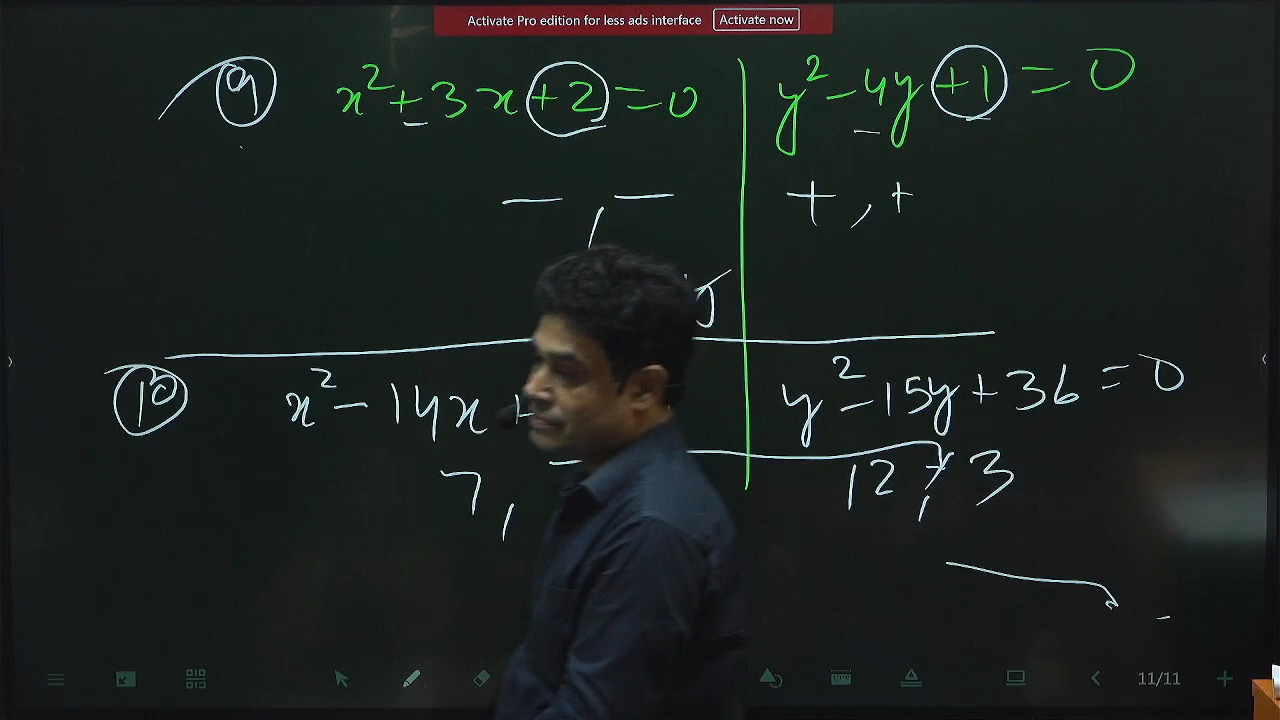 Activate Pro edition for less ads interface Activate now
9 x² + 3x + 2 = 0 y² - 4y + 1 = 0
- , - + , +
10 x² - 14x + y² - 15y + 36 = 0
7 , 12 , 3
11/11